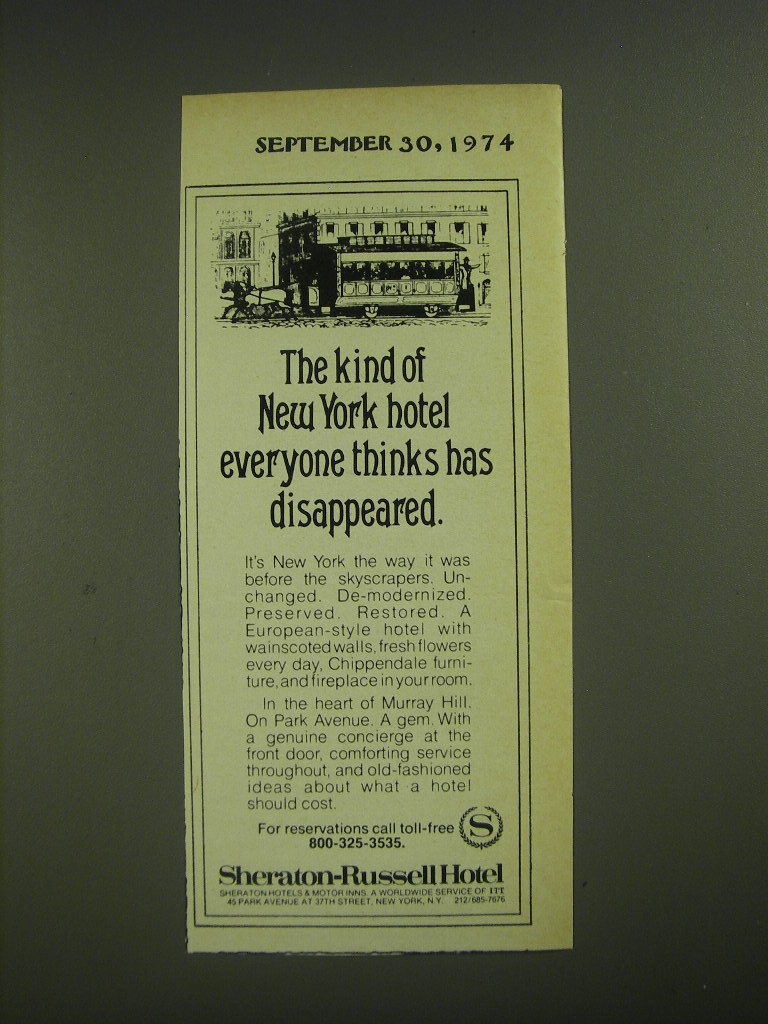 SEPTEMBER 30, 1974
The kind of
New York hotel
everyone thinks has
disappeared.
It's New York the way it was
before the skyscrapers. Un-
changed. De-modernized.
Preserved. Restored. A
European-style hotel with
wainscoted walls, fresh flowers
every day, Chippendale furni-
ture, and fireplace in your room.
In the heart of Murray Hill.
On Park Avenue. A gem. With
a genuine concierge at the
front door, comforting service
throughout, and old-fashioned
ideas about what a hotel
should cost.
For reservations call toll-free
800-325-3535.
S
Sheraton-Russell Hotel
SHERATON HOTELS & MOTOR INNS. A WORLDWIDE SERVICE OF ITT
45 PARK AVENUE AT 37TH STREET, NEW YORK, N.Y. 212/685-7676